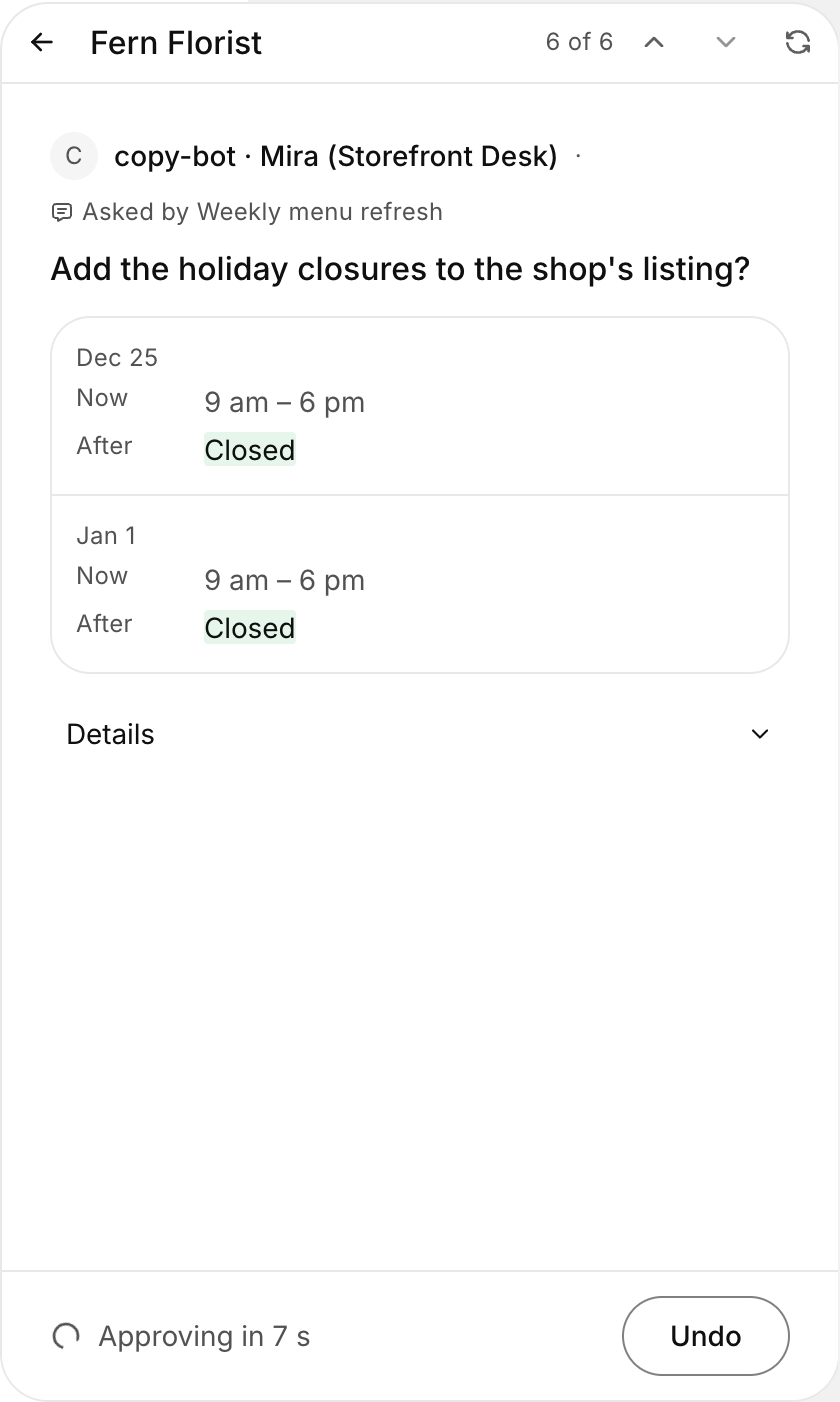 Fern Florist
6 of 6
C
copy-bot · Mira (Storefront Desk) ·
Asked by Weekly menu refresh
Add the holiday closures to the shop's listing?
Dec 25
Now 9 am – 6 pm
After Closed
Jan 1
Now 9 am – 6 pm
After Closed
Details
Approving in 7 s
Undo